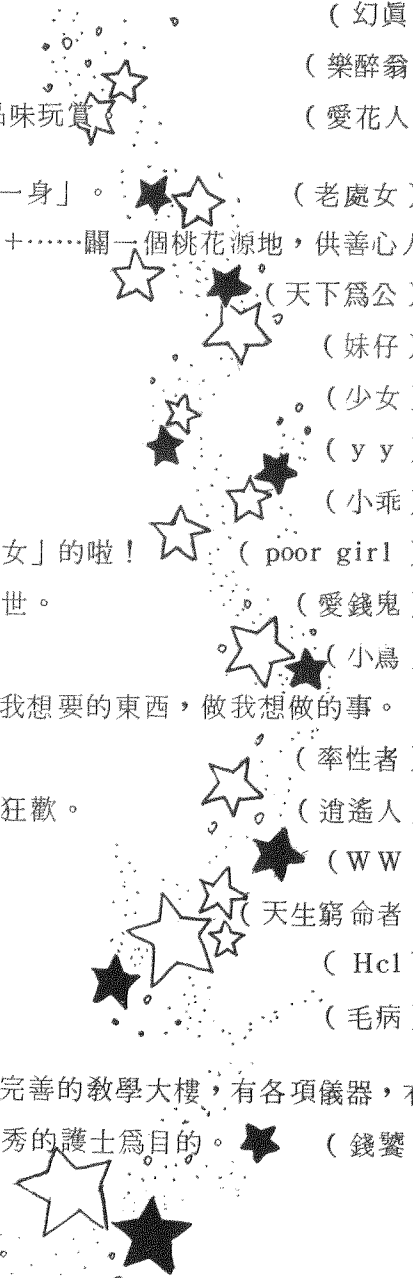 （幻眞
（樂醉翁
品味玩賞。（愛花人
一身」。（老處女）
＋……闢一個桃花源地，供善心人
（天下爲公）
（妹仔）
（少女）
（ｙｙ）
（小乖）
女」的啦！（poor girl）
世。（愛錢鬼）
（小鳥）
我想要的東西，做我想做的事。
（率性者）
狂歡。（逍遙人）
（ＷＷ
（天生窮命者
（Hcl）
（毛病）
完善的教學大樓，有各項儀器，有
秀的護士爲目的。（錢饕